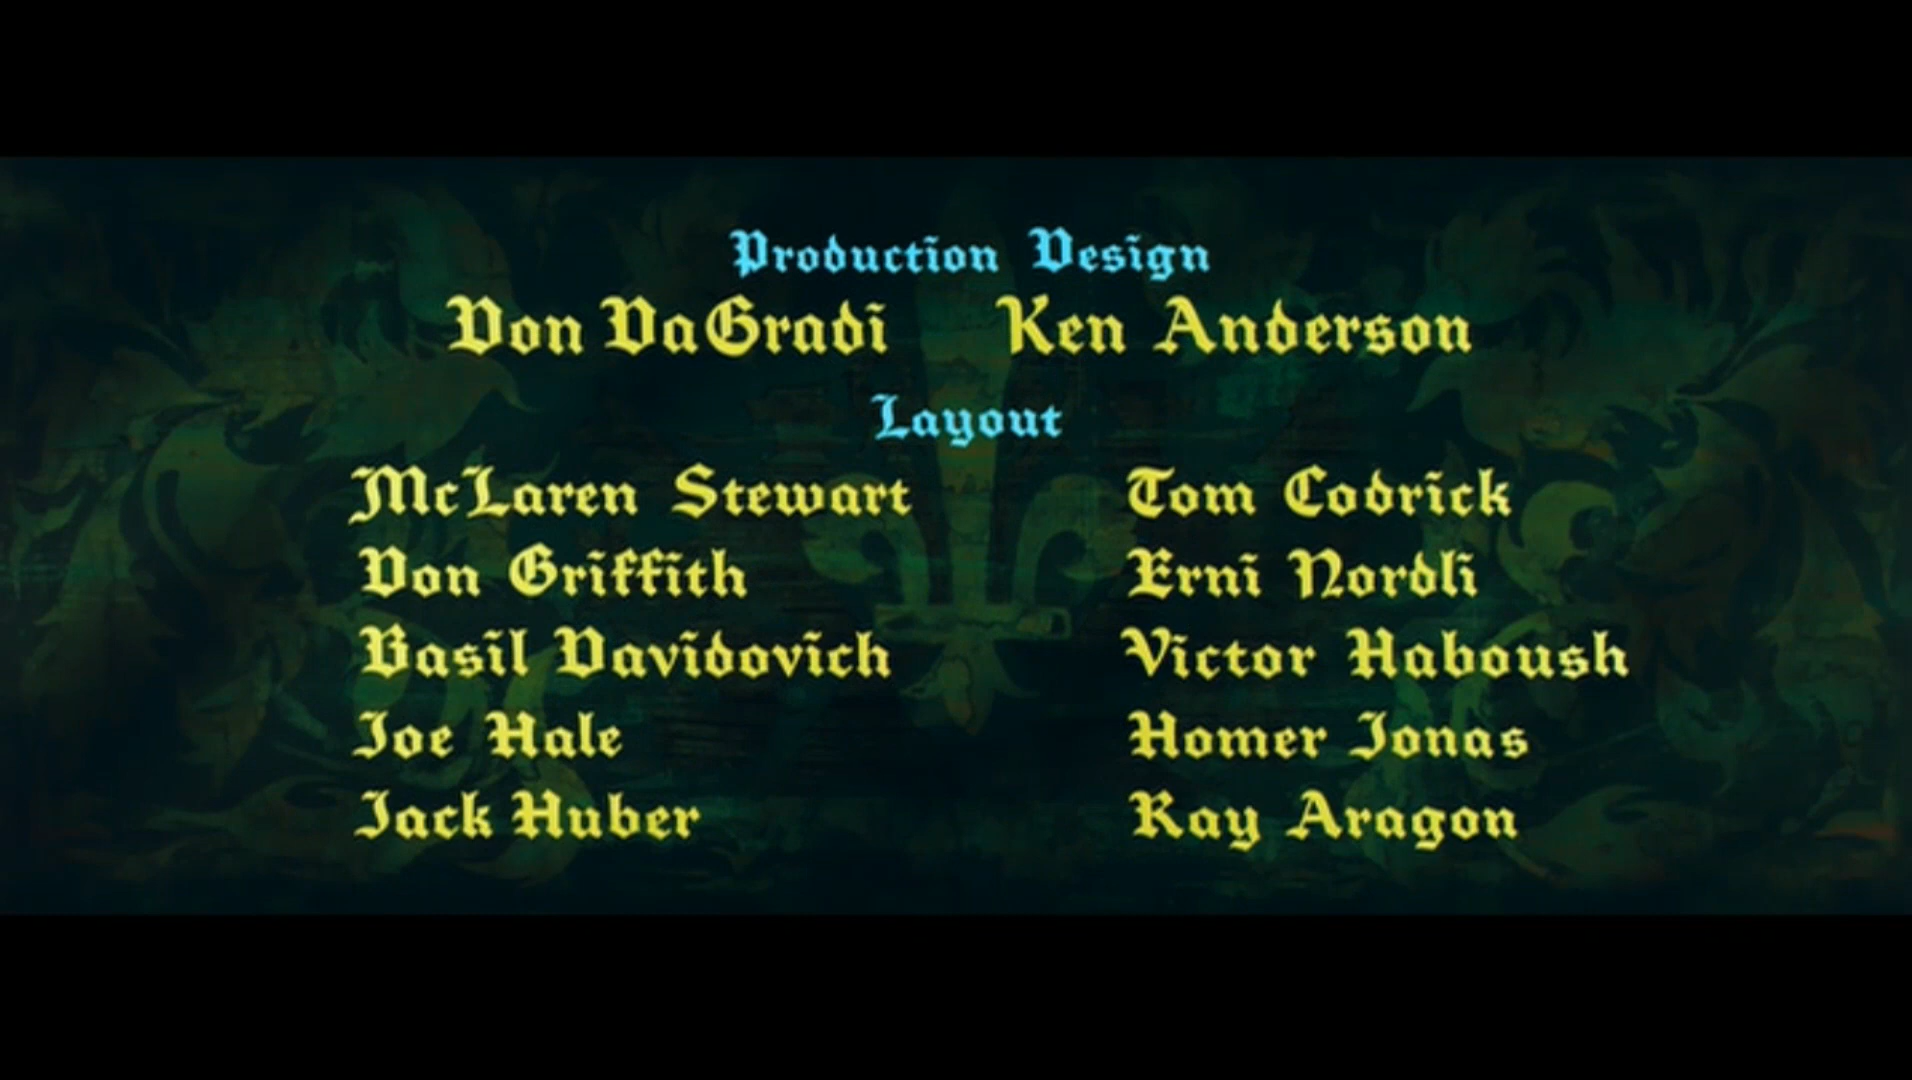 Production Design
Don DaGradi Ken Anderson
Layout
McLaren Stewart Tom Codrick
Don Griffith Erni Nordli
Basil Davidovich Victor Haboush
Joe Hale Homer Jonas
Jack Huber Ray Aragon